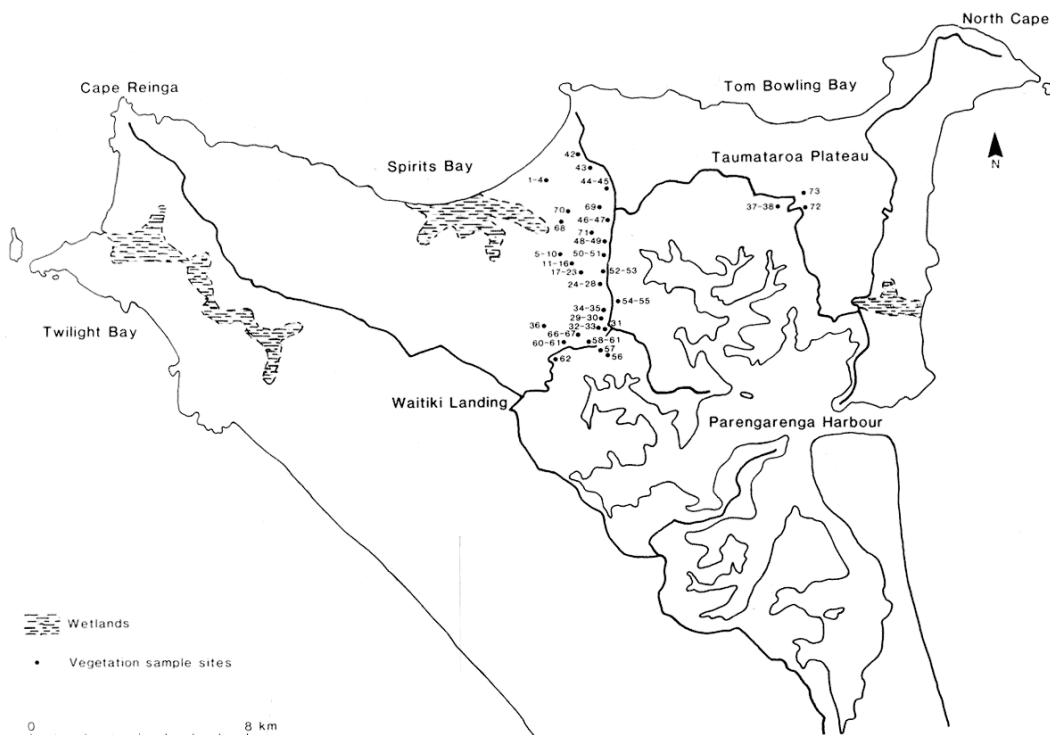 North Cape
Cape Reinga
Tom Bowling Bay
N
Spirits Bay
Taumataroa Plateau
42
43
1-4
44-45
73
37-38
72
69
70
46-47
68
71
48-49
5-10
50-51
11-16
17-23
52-53
24-28
54-55
34-35
29-30
36
32-33
31
66-67
60-61
58-61
57
56
62
Twilight Bay
Waitiki Landing
Parengarenga Harbour
Wetlands
Vegetation sample sites
0 8 km